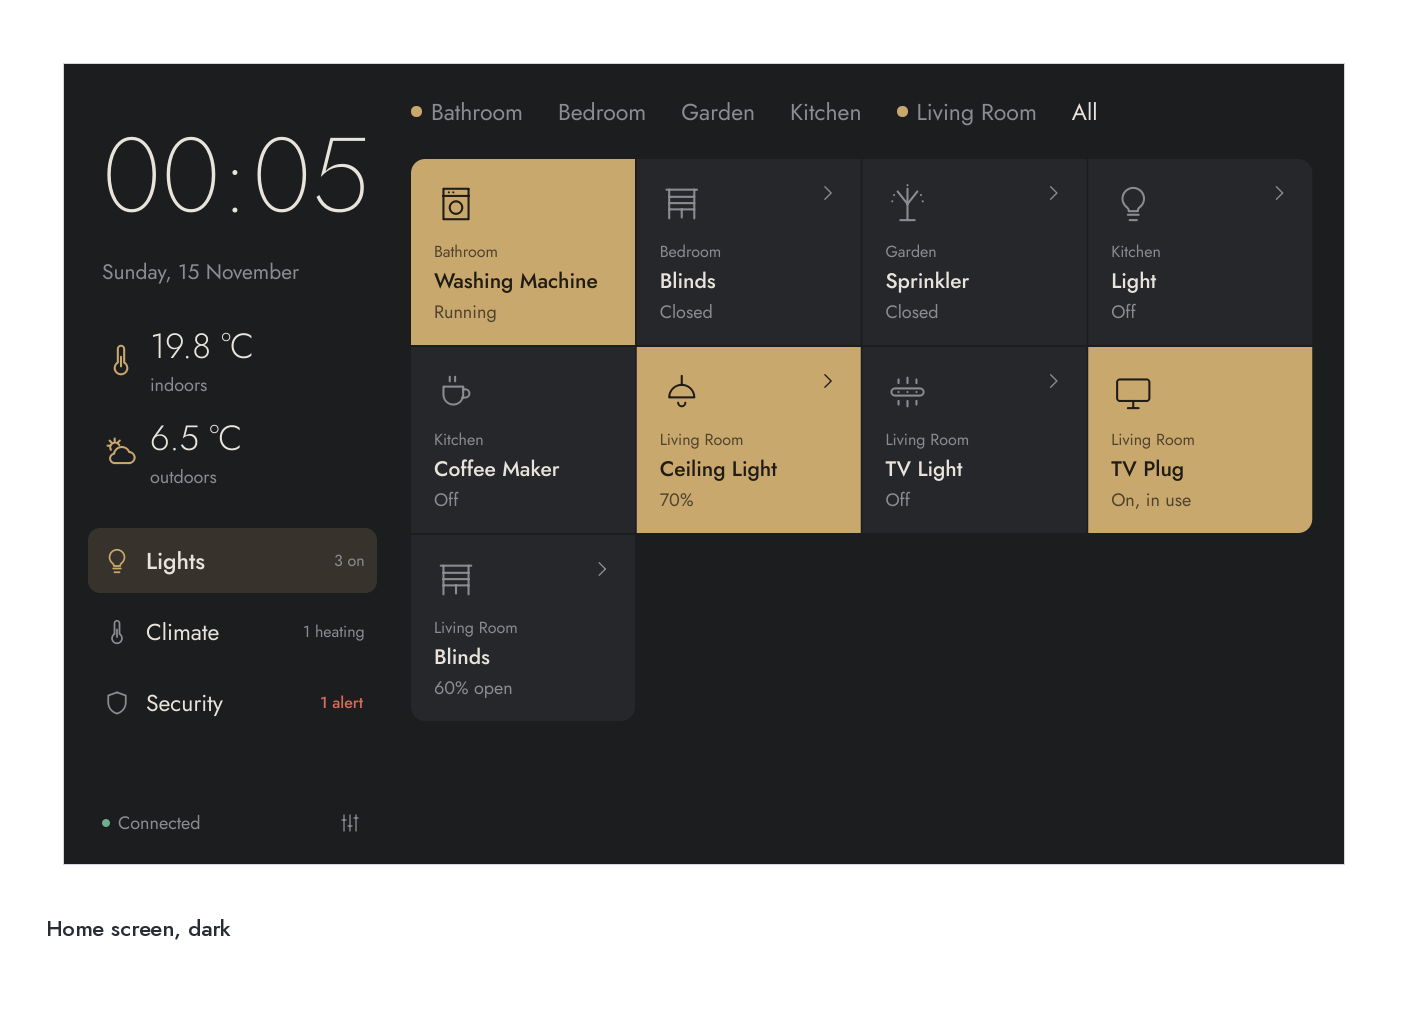 00:05
Sunday, 15 November
19.8 °C
indoors
6.5 °C
outdoors
Lights 3 on
Climate 1 heating
Security 1 alert
Connected
Bathroom Bedroom Garden Kitchen Living Room All
Bathroom
Washing Machine
Running
Bedroom
Blinds
Closed
Garden
Sprinkler
Closed
Kitchen
Light
Off
Kitchen
Coffee Maker
Off
Living Room
Ceiling Light
70%
Living Room
TV Light
Off
Living Room
TV Plug
On, in use
Living Room
Blinds
60% open
Home screen, dark